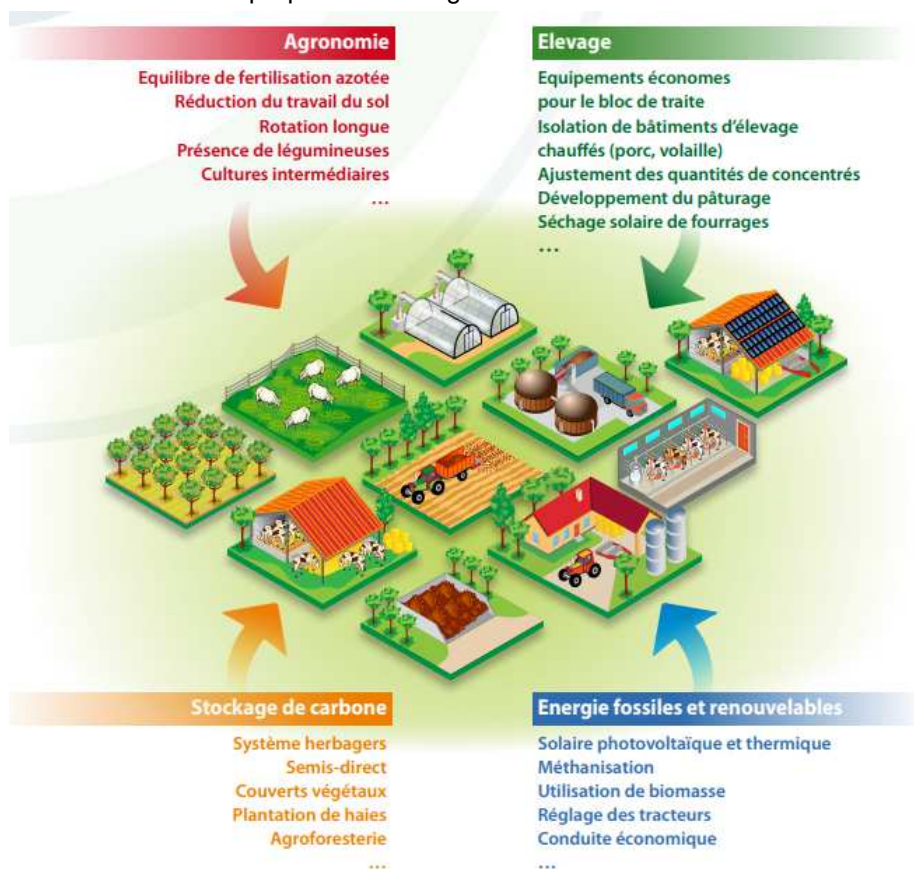 Agronomie
Equilibre de fertilisation azotée
Réduction du travail du sol
Rotation longue
Présence de légumineuses
Cultures intermédiaires
...
Elevage
Equipements économes
pour le bloc de traite
Isolation de bâtiments d'élevage
chauffés (porc, volaille)
Ajustement des quantités de concentrés
Développement du pâturage
Séchage solaire de fourrages
...
Stockage de carbone
Système herbagers
Semis-direct
Couverts végétaux
Plantation de haies
Agroforesterie
...
Energie fossiles et renouvelables
Solaire photovoltaïque et thermique
Méthanisation
Utilisation de biomasse
Réglage des tracteurs
Conduite économique
...